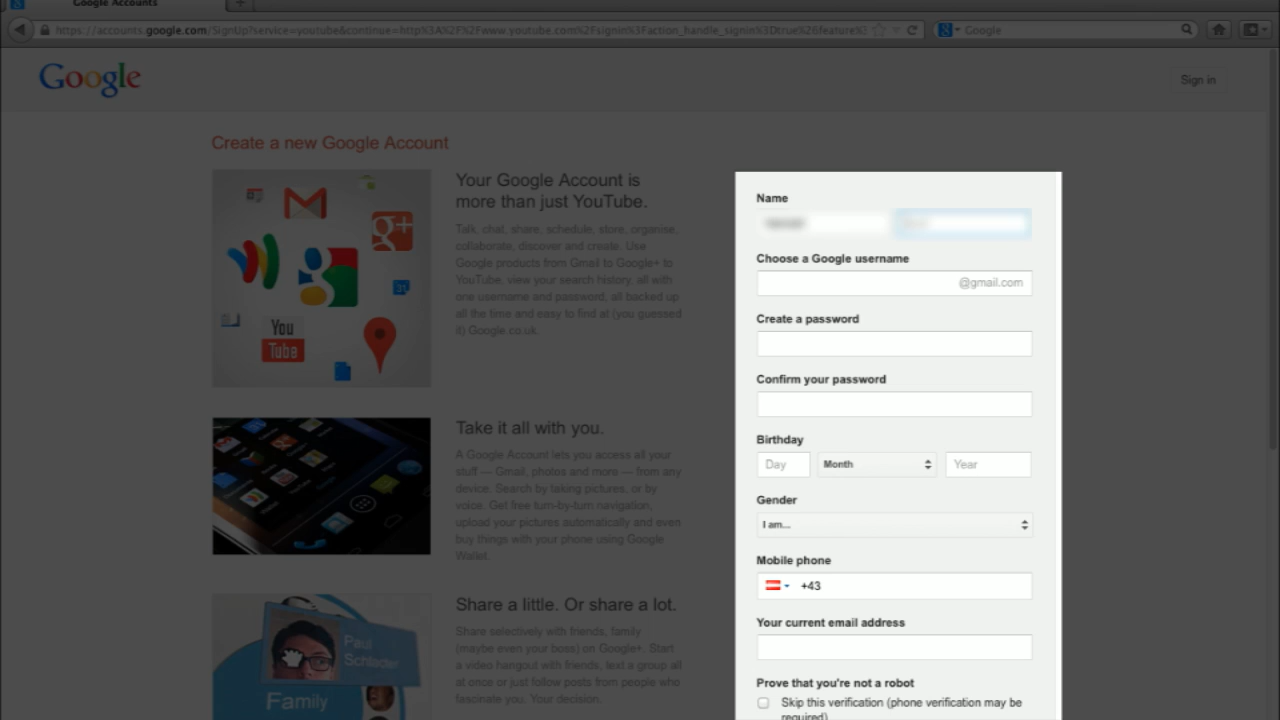 Google Accounts
https://accounts.google.com/SignUp?service=youtube&continue=http%3A%2F%2Fwww.youtube.com%2Fsignin%3Faction_handle_signin%3Dtrue%26feature%3
Google
Google
Sign in
Create a new Google Account
Your Google Account is
more than just YouTube.
Talk, chat, share, schedule, store, organise,
collaborate, discover and create. Use
Google products from Gmail to Google+ to
YouTube, view your search history, all with
one username and password, all backed up
all the time and easy to find at (you guessed
it) Google.co.uk.
g+
g
31
You
Tube
Take it all with you.
A Google Account lets you access all your
stuff — Gmail, photos and more — from any
device. Search by taking pictures, or by
voice. Get free turn-by-turn navigation,
upload your pictures automatically and even
buy things with your phone using Google
Wallet.
Share a little. Or share a lot.
Share selectively with friends, family
(maybe even your boss) on Google+. Start
a video hangout with friends, text a group all
at once or just follow posts from people who
fascinate you. Your decision.
Paul
Schlader
Family
Name
Choose a Google username
@gmail.com
Create a password
Confirm your password
Birthday
Day
Month
Year
Gender
I am...
Mobile phone
+43
Your current email address
Prove that you're not a robot
Skip this verification (phone verification may be
required)